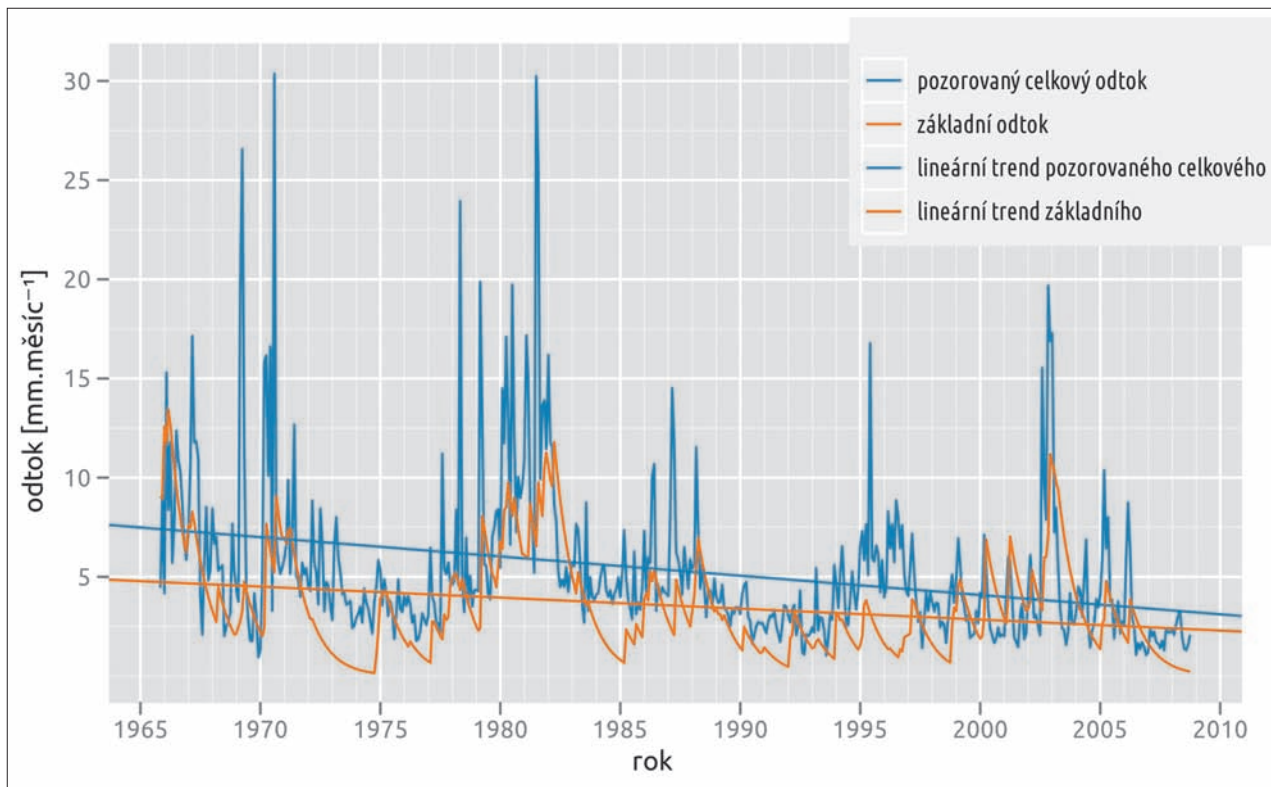 pozorovaný celkový odtok
základní odtok
lineární trend pozorovaného celkového
lineární trend základního
odtok [mm.měsíc⁻¹]
30
25
20
15
10
5
1965 1970 1975 1980 1985 1990 1995 2000 2005 2010
rok